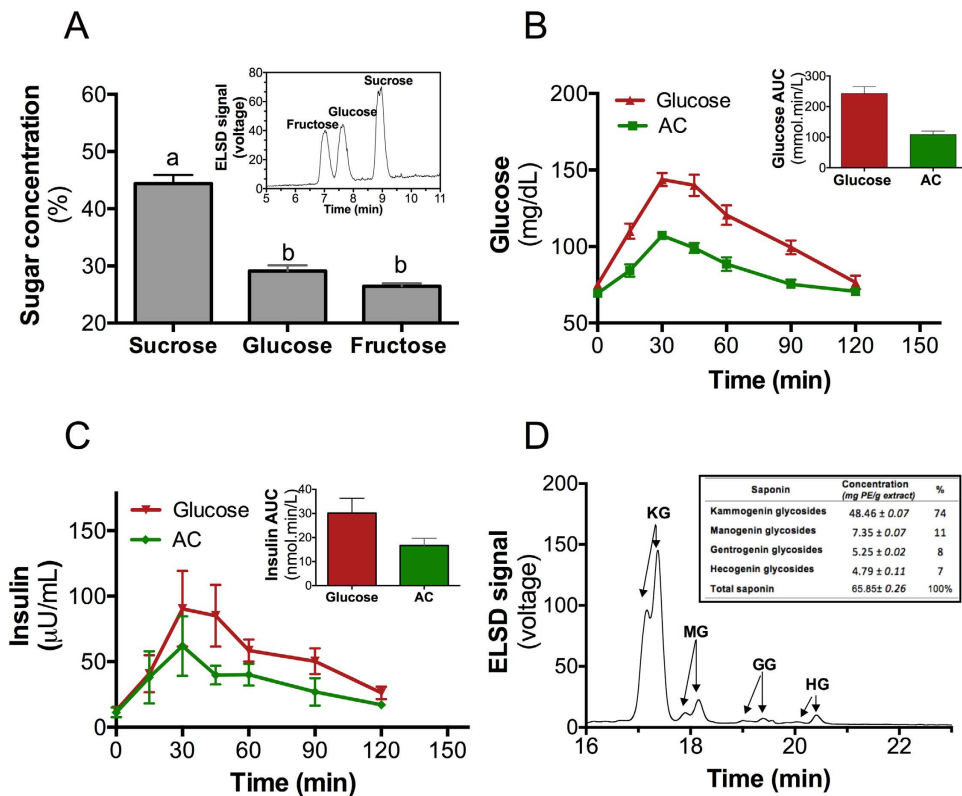 A
Sugar concentration
(%)
60
50
40
30
20
a
b
b
Sucrose Glucose Fructose
ELSD signal
(voltage)
80
60
40
20
0
Fructose
Glucose
Sucrose
5 6 7 8 9 10 11
Time (min)
B
Glucose
(mg/dL)
200
150
100
50
Glucose
AC
0 30 60 90 120 150
Time (min)
Glucose AUC
(mmol.min/L)
300
200
100
0
Glucose AC
C
Insulin
(µU/mL)
150
100
50
0
Glucose
AC
0 30 60 90 120 150
Time (min)
Insulin AUC
(nmol.min/L)
40
30
20
10
0
Glucose AC
D
ELSD signal
(voltage)
200
150
100
50
0
KG
MG
GG
HG
16 18 20 22
Time (min)
Saponin Concentration (mg PE/g extract) %
Kammogenin glycosides 48.46± 0.07 74
Manogenin glycosides 7.35± 0.07 11
Gentrogenin glycosides 5.25± 0.02 8
Hecogenin glycosides 4.79± 0.11 7
Total saponin 65.85± 0.26 100%